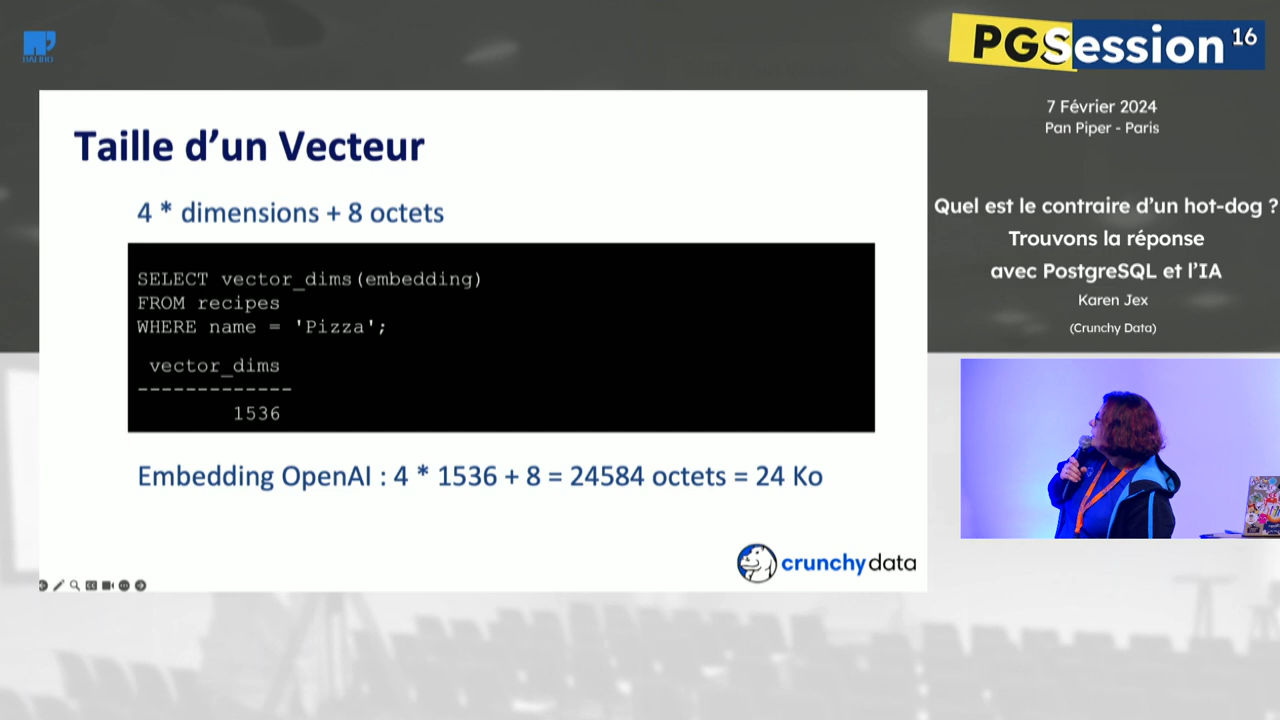 DALIBO
PGSession 16
7 Février 2024
Pan Piper - Paris
Quel est le contraire d'un hot-dog ?
Trouvons la réponse
avec PostgreSQL et l'IA
Karen Jex
(Crunchy Data)
Taille d'un Vecteur
4 * dimensions + 8 octets
SELECT vector_dims(embedding)
FROM recipes
WHERE name = 'Pizza';
vector_dims
-------------
1536
Embedding OpenAI : 4 * 1536 + 8 = 24584 octets = 24 Ko
crunchydata